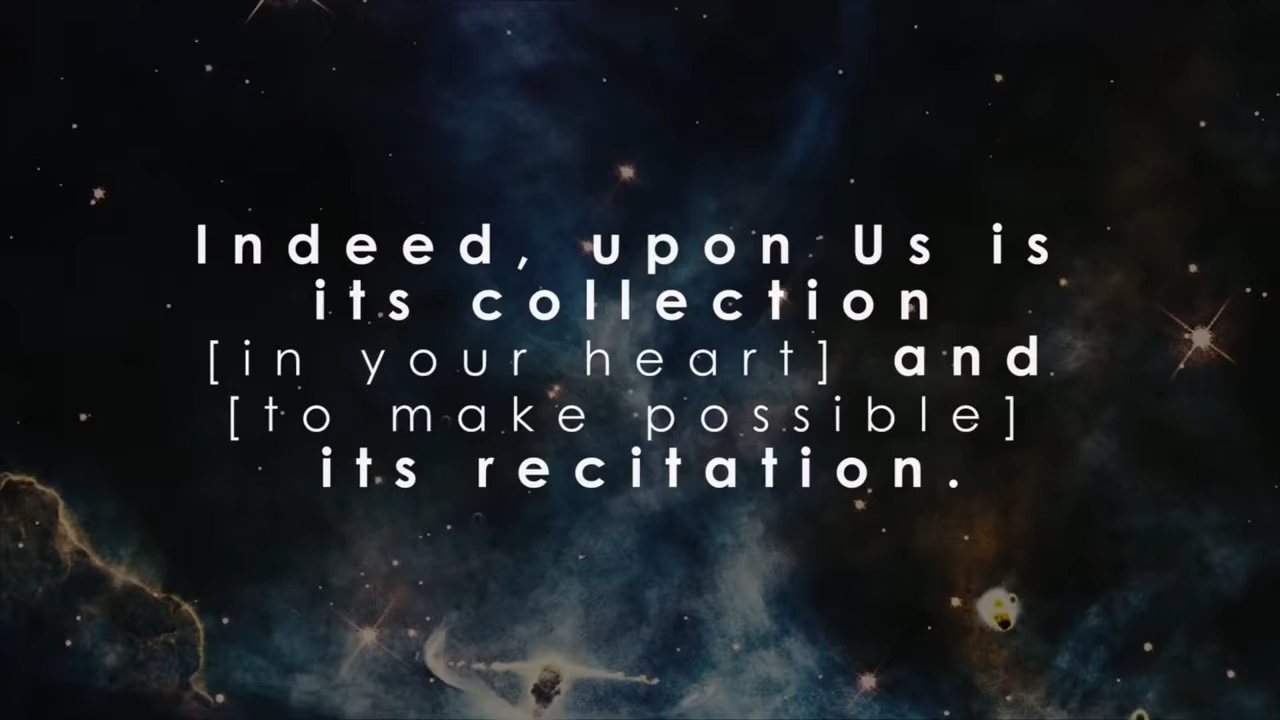 Indeed, upon Us is
its collection
[in your heart] and
[to make possible]
its recitation.